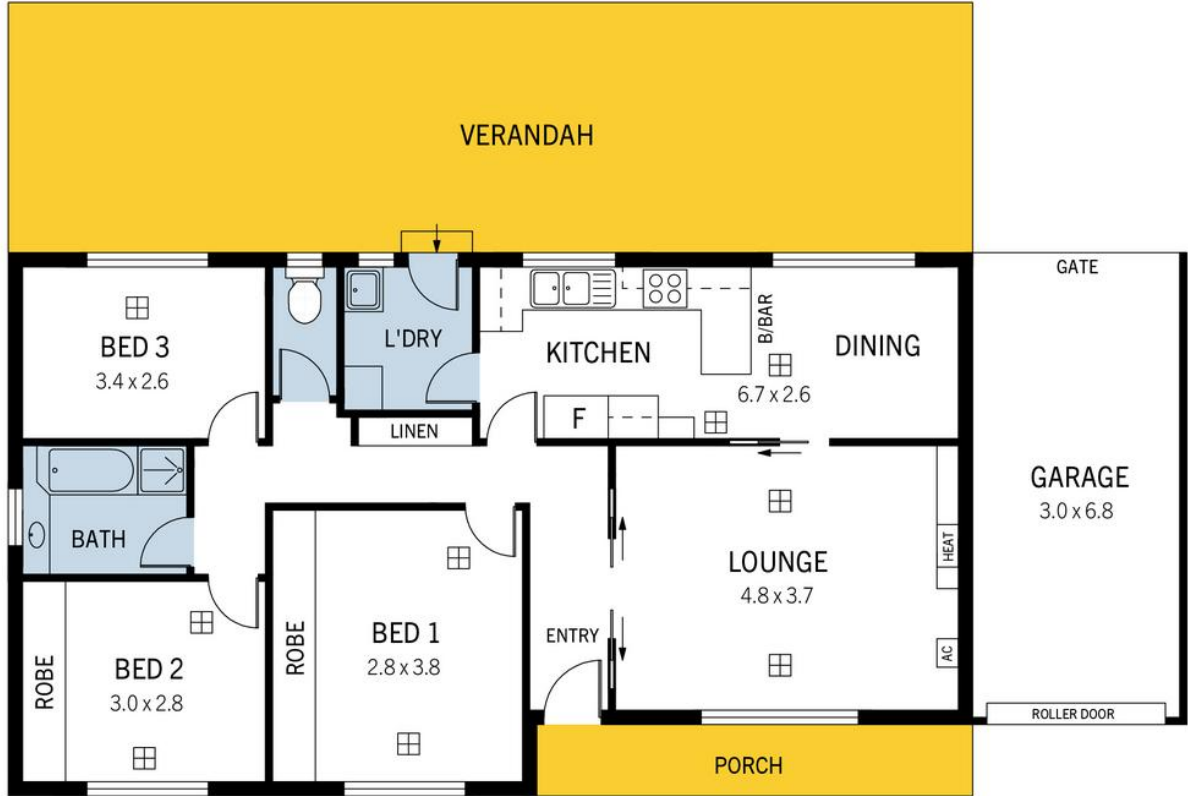 VERANDAH
GATE
BED 3
3.4 x 2.6
L'DRY
KITCHEN
B/BAR
DINING
6.7 x 2.6
F
LINEN
BATH
GARAGE
3.0 x 6.8
LOUNGE
4.8 x 3.7
HEAT
AC
ENTRY
ROBE
BED 1
2.8 x 3.8
ROBE
BED 2
3.0 x 2.8
ROLLER DOOR
PORCH